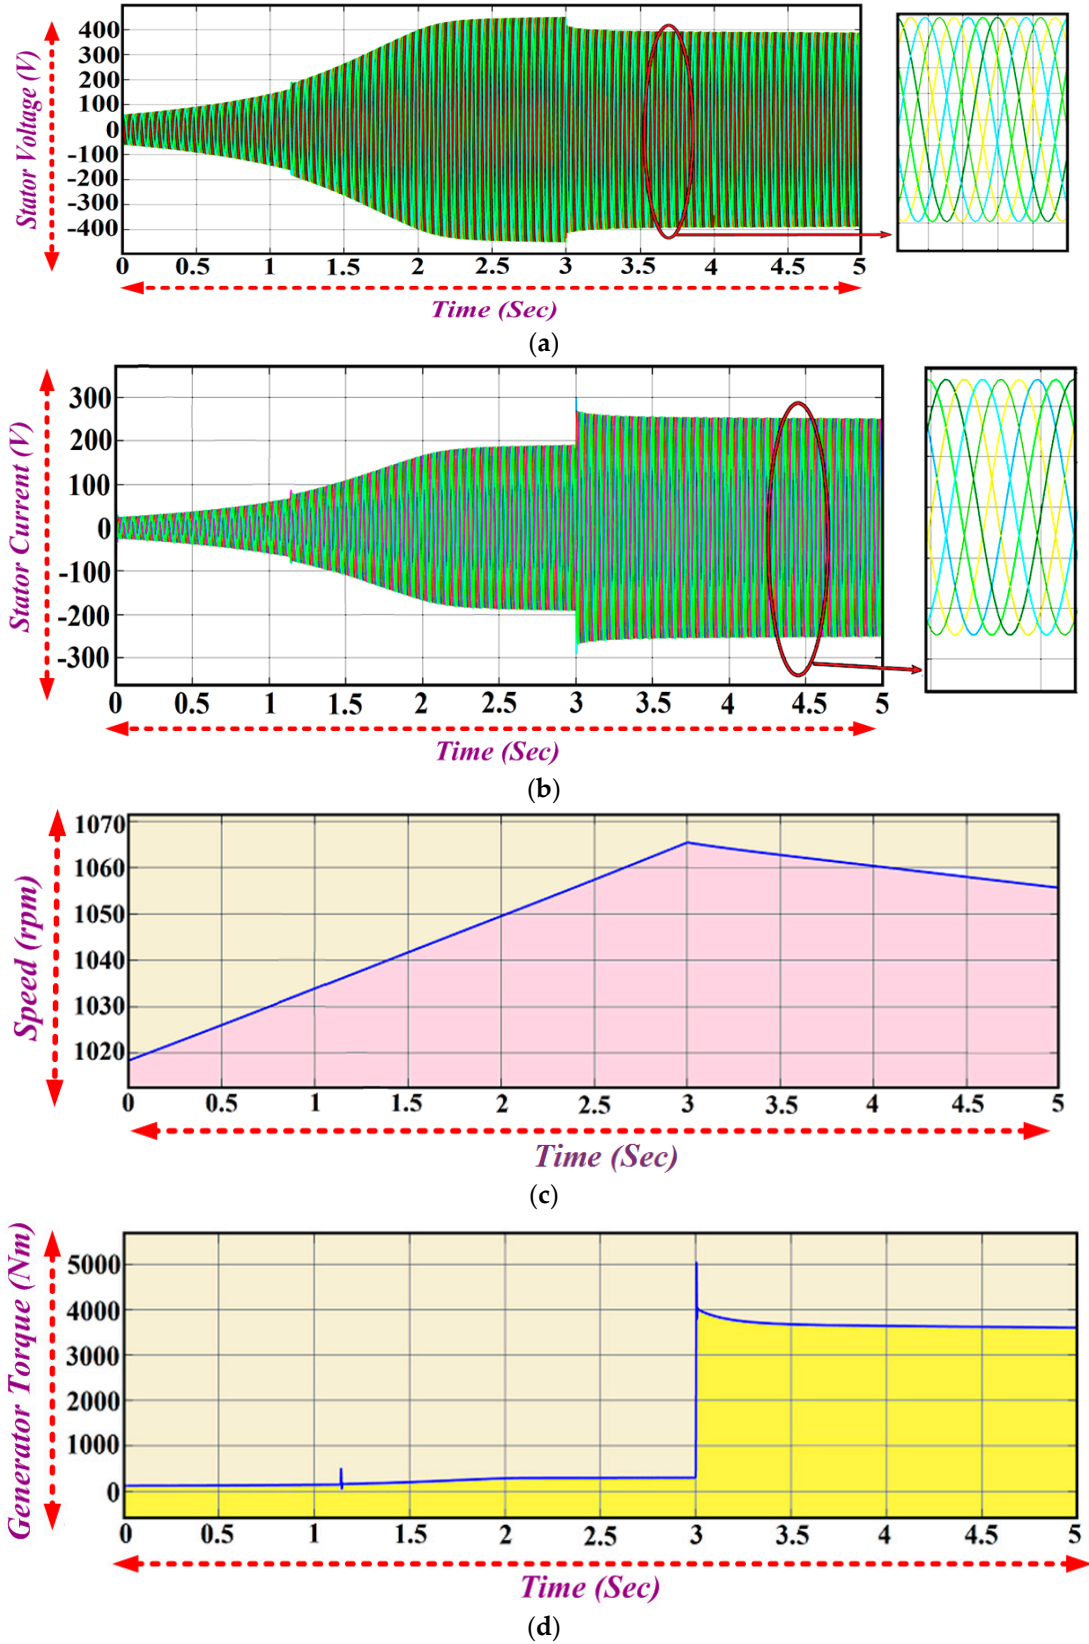 Stator Voltage (V)
400
300
200
100
0
-100
-200
-300
-400
0 0.5 1 1.5 2 2.5 3 3.5 4 4.5 5
Time (Sec)
(a)
Stator Current (V)
300
200
100
0
-100
-200
-300
0 0.5 1 1.5 2 2.5 3 3.5 4 4.5 5
Time (Sec)
(b)
Speed (rpm)
1070
1060
1050
1040
1030
1020
0 0.5 1 1.5 2 2.5 3 3.5 4 4.5 5
Time (Sec)
(c)
Generator Torque (Nm)
5000
4000
3000
2000
1000
0
0 0.5 1 1.5 2 2.5 3 3.5 4 4.5 5
Time (Sec)
(d)